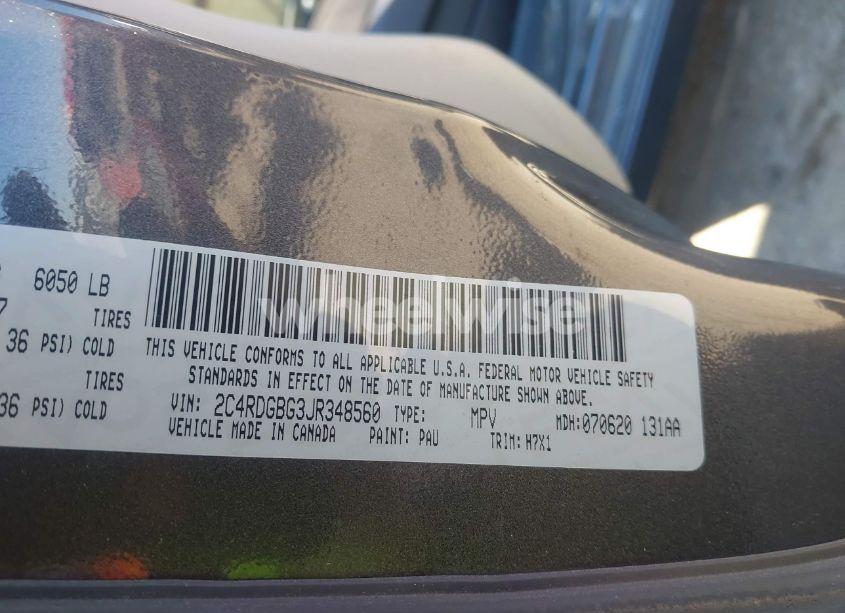 6050 LB
TIRES
36 PSI) COLD
TIRES
36 PSI) COLD
wheelwise
THIS VEHICLE CONFORMS TO ALL APPLICABLE U.S.A. FEDERAL MOTOR VEHICLE SAFETY
STANDARDS IN EFFECT ON THE DATE OF MANUFACTURE SHOWN ABOVE.
VIN: 2C4RDGBG3JR348560 TYPE: MPV MDH:070620 131AA
VEHICLE MADE IN CANADA PAINT: PAU TRIM: H7X1